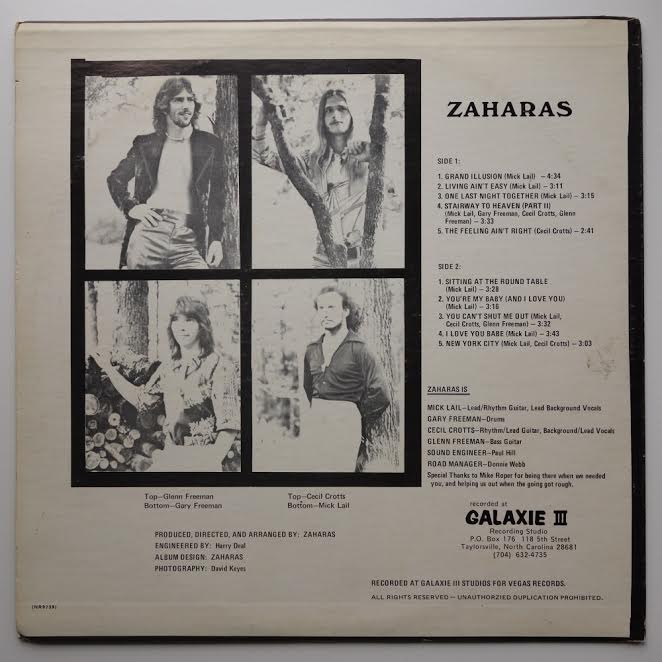 ZAHARAS
SIDE 1:
1. GRAND ILLUSION (Mick Lail) – 4:34
2. LIVING AIN'T EASY (Mick Lail) – 3:11
3. ONE LAST NIGHT TOGETHER (Mick Lail) – 3:15
4. STAIRWAY TO HEAVEN (PART II)
(Mick Lail, Gary Freeman, Cecil Crotts, Glenn
Freeman) – 3:33
5. THE FEELING AIN'T RIGHT (Cecil Crotts) – 2:41
SIDE 2:
1. SITTING AT THE ROUND TABLE
(Mick Lail) – 3:28
2. YOU'RE MY BABY (AND I LOVE YOU)
(Mick Lail) – 3:16
3. YOU CAN'T SHUT ME OUT (Mick Lail,
Cecil Crotts, Glenn Freeman) – 3:32
4. I LOVE YOU BABE (Mick Lail) – 3:43
5. NEW YORK CITY (Mick Lail, Cecil Crotts) – 3:03
ZAHARAS IS
MICK LAIL–Lead/Rhythm Guitar, Lead Background Vocals
GARY FREEMAN–Drums
CECIL CROTTS–Rhythm/Lead Guitar, Background/Lead Vocals
GLENN FREEMAN–Bass Guitar
SOUND ENGINEER–Paul Hill
ROAD MANAGER–Donnie Webb
Special Thanks to Mike Roper for being there when we needed
you, and helping us out when the going got rough.
Top–Glenn Freeman
Bottom–Gary Freeman
Top–Cecil Crotts
Bottom–Mick Lail
PRODUCED, DIRECTED, AND ARRANGED BY: ZAHARAS
ENGINEERED BY: Harry Deal
ALBUM DESIGN: ZAHARAS
PHOTOGRAPHY: David Keyes
recorded at
GALAXIE III
Recording Studio
P.O. Box 176 118 5th Street
Taylorsville, North Carolina 28681
(704) 632-4735
RECORDED AT GALAXIE III STUDIOS FOR VEGAS RECORDS.
ALL RIGHTS RESERVED – UNAUTHORZIED DUPLICATION PROHIBITED.
(NR9739)